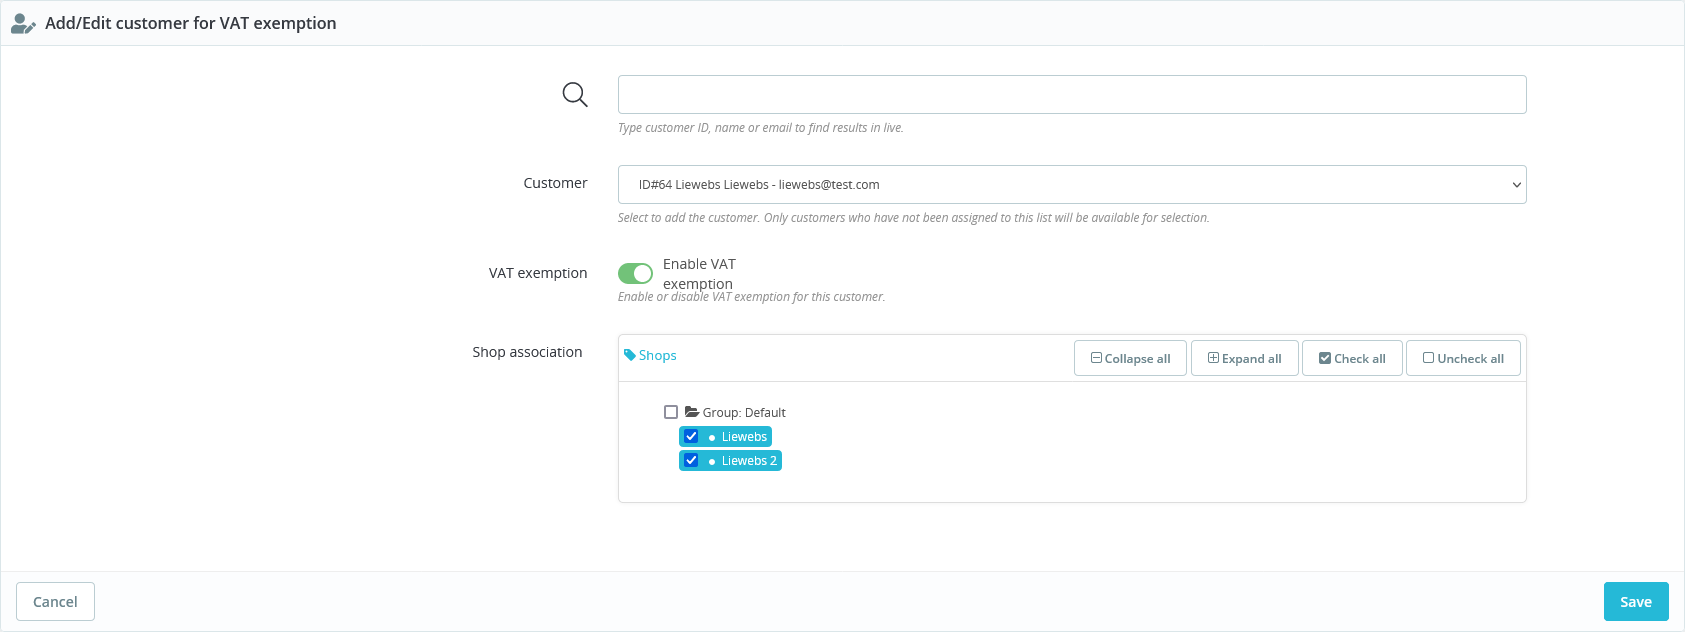 Add/Edit customer for VAT exemption
Type customer ID, name or email to find results in live.
Customer
ID#64 Liewebs Liewebs - liewebs@test.com
Select to add the customer. Only customers who have not been assigned to this list will be available for selection.
VAT exemption
Enable VAT
exemption
Enable or disable VAT exemption for this customer.
Shop association
Shops
Collapse all
Expand all
Check all
Uncheck all
Group: Default
Liewebs
Liewebs 2
Cancel
Save